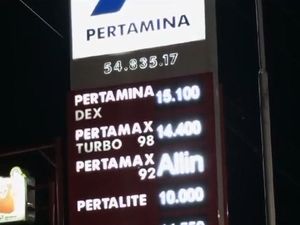 PERTAMINA
54.835.17
PERTAMINA 15.100
DEX
PERTAMAX 14.400
TURBO 98
PERTAMAX Allin
92
PERTALITE 10.000